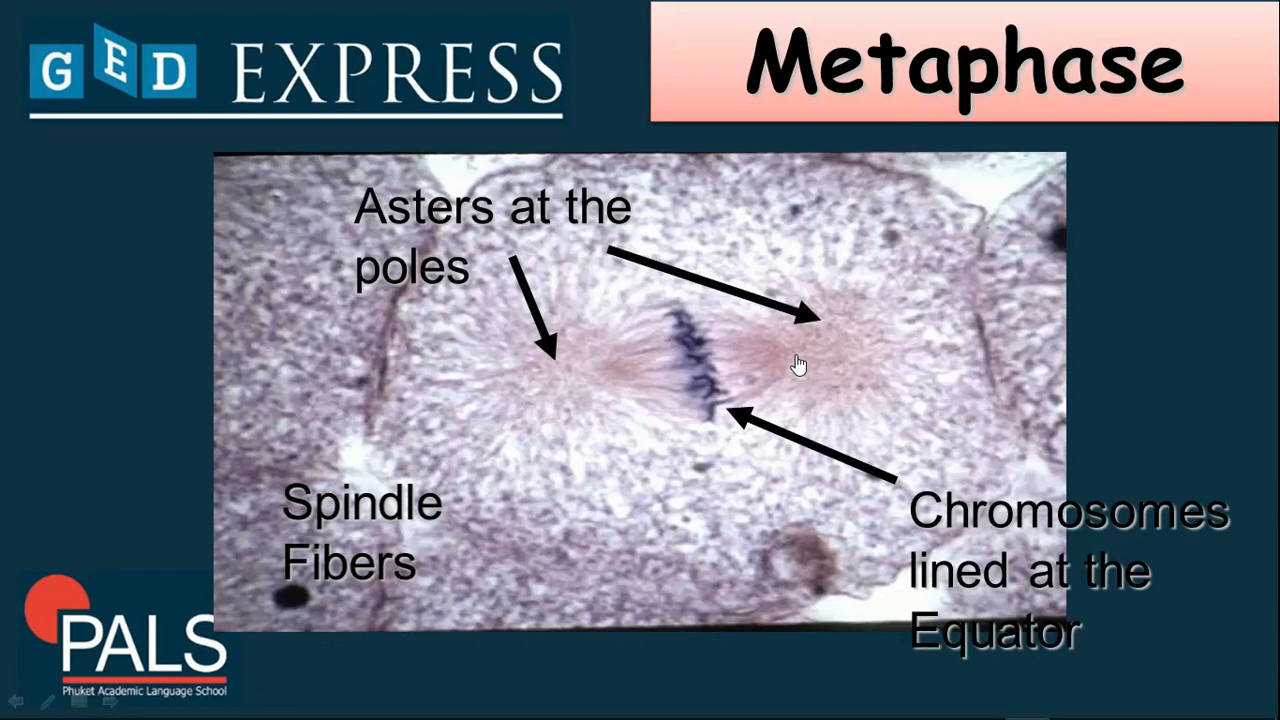 GED EXPRESS
Metaphase
Asters at the
poles
Spindle
Fibers
Chromosomes
lined at the
Equator
PALS
Phuket Academic Language School